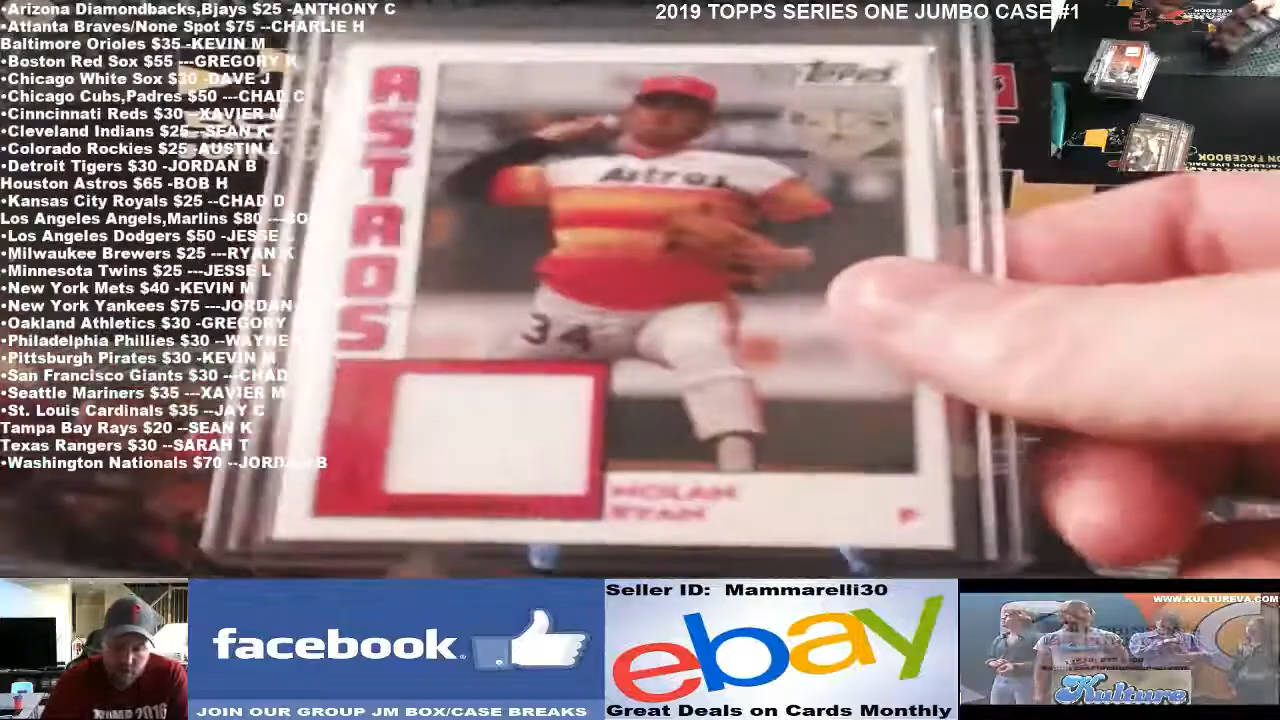 •Arizona Diamondbacks,Bjays $25 -ANTHONY C
•Atlanta Braves/None Spot $75 --CHARLIE H
Baltimore Orioles $35 -KEVIN M
•Boston Red Sox $55 ---GREGORY K
•Chicago White Sox $30 -DAVE J
•Chicago Cubs,Padres $50 ---CHAD C
•Cinncinnati Reds $30 --XAVIER M
•Cleveland Indians $25--SEAN K
•Colorado Rockies $25 -AUSTIN L
•Detroit Tigers $30 -JORDAN B
Houston Astros $65 -BOB H
•Kansas City Royals $25 --CHAD D
Los Angeles Angels,Marlins $80 ---BO
•Los Angeles Dodgers $50 -JESSE L
•Milwaukee Brewers $25 ---RYAN K
•Minnesota Twins $25 ---JESSE L
•New York Mets $40 -KEVIN M
•New York Yankees $75 ---JORDAN
•Oakland Athletics $30 -GREGORY
•Philadelphia Phillies $30 --WAYNE
•Pittsburgh Pirates $30 -KEVIN M
•San Francisco Giants $30 ---CHAD
•Seattle Mariners $35 ---XAVIER M
•St. Louis Cardinals $35 --JAY C
Tampa Bay Rays $20 --SEAN K
Texas Rangers $30 --SARAH T
•Washington Nationals $70 --JORDAN B
2019 TOPPS SERIES ONE JUMBO CASE #1
Topps
ASTROS
Astros
34
NOLAN
RYAN
P
ON FACEBOOK
facebook
JOIN OUR GROUP JM BOX/CASE BREAKS
Seller ID: Mammarelli30
ebay
Great Deals on Cards Monthly
WWW.KULTUREVA.COM
Kulture
TRUMP 2016